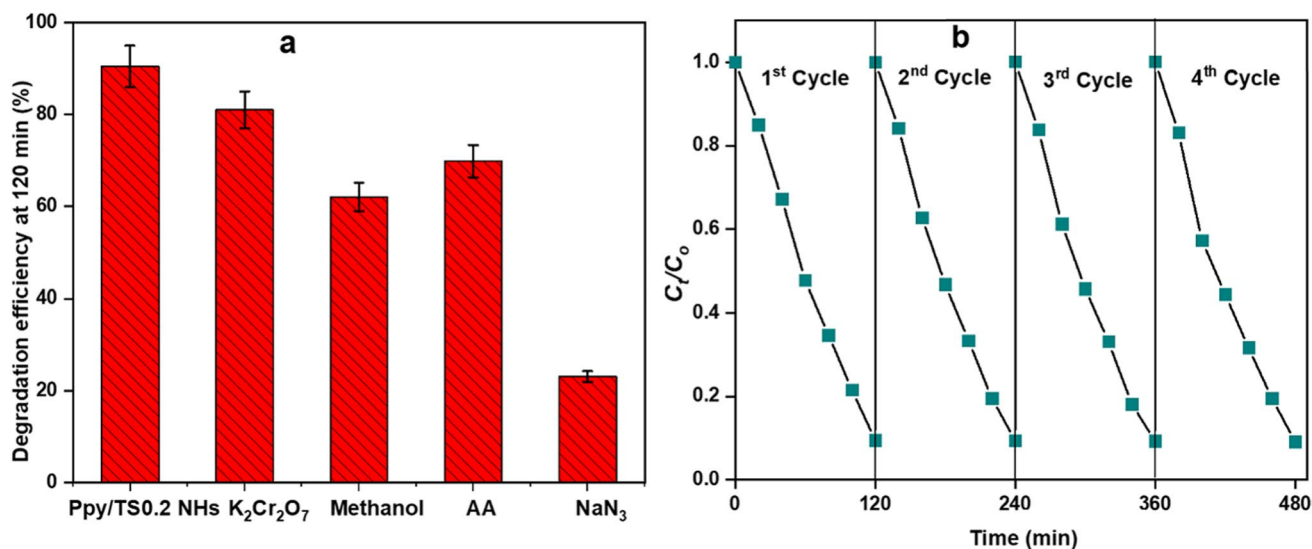 a
Degradation efficiency at 120 min (%)
100
80
60
40
20
0
Ppy/TS0.2 NHs K₂Cr₂O₇ Methanol AA NaN₃
b
C_t/C_o
1.0
0.8
0.6
0.4
0.2
0.0
1st Cycle 2nd Cycle 3rd Cycle 4th Cycle
0 120 240 360 480
Time (min)